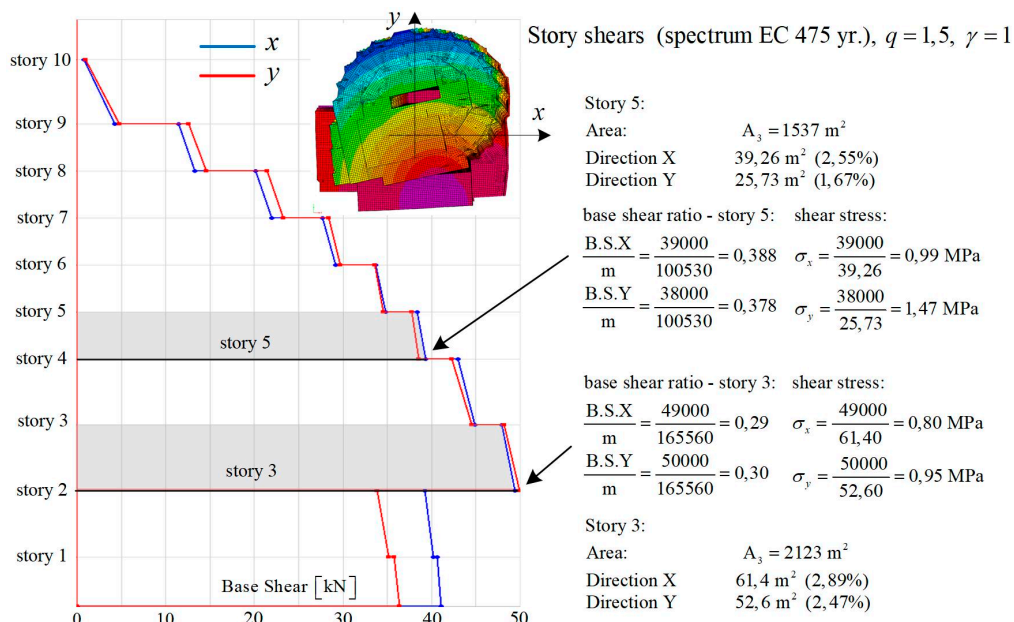 Story shears (spectrum EC 475 yr.), q = 1,5, γ = 1
y
x
x
y
story 10
story 9
story 8
story 7
story 6
story 5
story 4
story 3
story 2
story 1
story 5
story 3
Base Shear [kN]
0 10 20 30 40 50
Story 5:
Area: A₃ = 1537 m²
Direction X 39,26 m² (2,55%)
Direction Y 25,73 m² (1,67%)
base shear ratio - story 5: shear stress:
B.S.X/m = 39000/100530 = 0,388 σₓ = 39000/39,26 = 0,99 MPa
B.S.Y/m = 38000/100530 = 0,378 σᵧ = 38000/25,73 = 1,47 MPa
base shear ratio - story 3: shear stress:
B.S.X/m = 49000/165560 = 0,29 σₓ = 49000/61,40 = 0,80 MPa
B.S.Y/m = 50000/165560 = 0,30 σᵧ = 50000/52,60 = 0,95 MPa
Story 3:
Area: A₃ = 2123 m²
Direction X 61,4 m² (2,89%)
Direction Y 52,6 m² (2,47%)